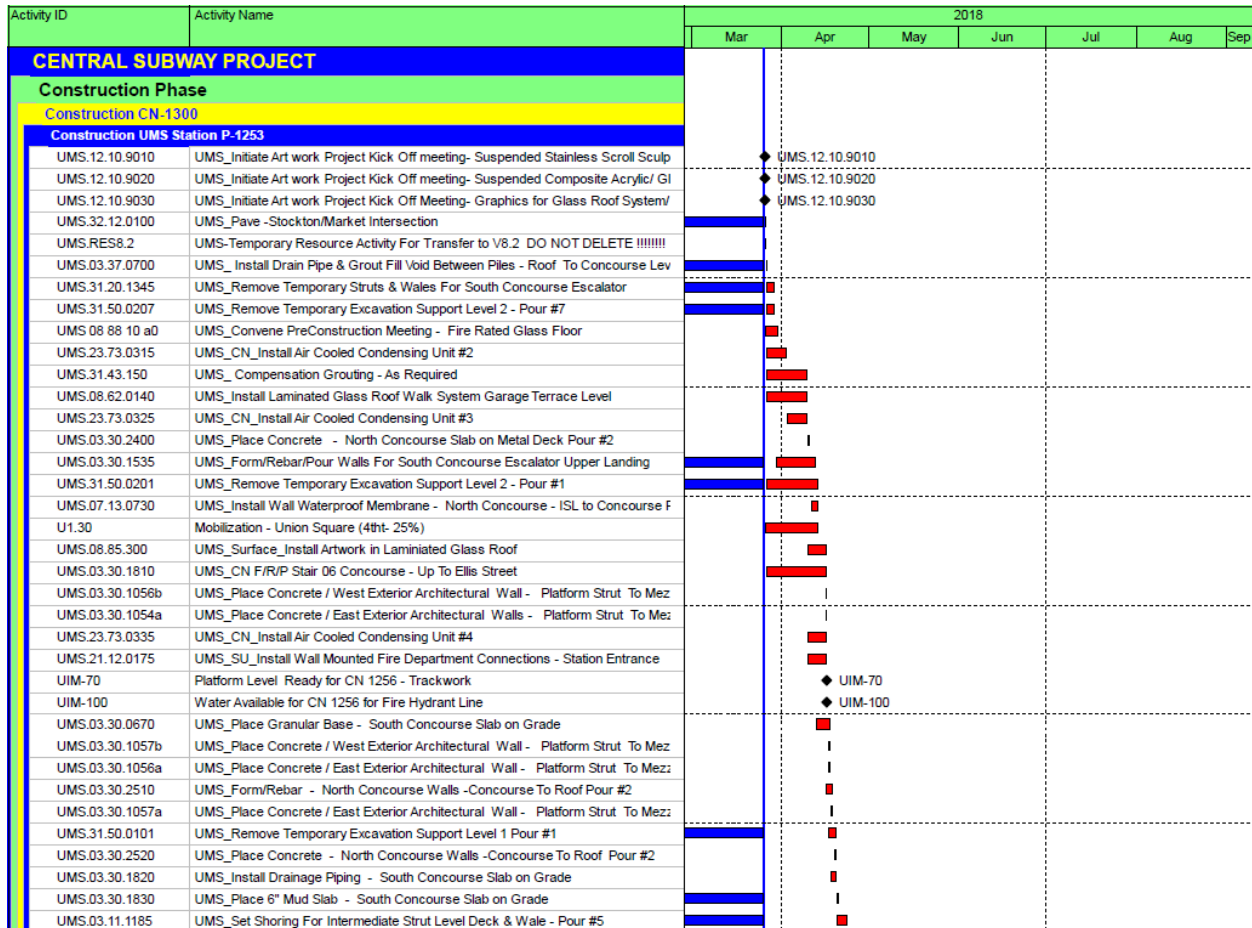 Activity ID Activity Name 2018
Mar Apr May Jun Jul Aug Sep
CENTRAL SUBWAY PROJECT
Construction Phase
Construction CN-1300
Construction UMS Station P-1253
UMS.12.10.9010 UMS_Initiate Art work Project Kick Off meeting- Suspended Stainless Scroll Sculp UMS.12.10.9010
UMS.12.10.9020 UMS_Initiate Art work Project Kick Off meeting- Suspended Composite Acrylic/ Gl UMS.12.10.9020
UMS.12.10.9030 UMS_Initiate Art work Project Kick Off Meeting- Graphics for Glass Roof System/ UMS.12.10.9030
UMS.32.12.0100 UMS_Pave -Stockton/Market Intersection
UMS.RES8.2 UMS-Temporary Resource Activity For Transfer to V8.2 DO NOT DELETE !!!!!!!!
UMS.03.37.0700 UMS_ Install Drain Pipe & Grout Fill Void Between Piles - Roof To Concourse Lev
UMS.31.20.1345 UMS_Remove Temporary Struts & Wales For South Concourse Escalator
UMS.31.50.0207 UMS_Remove Temporary Excavation Support Level 2 - Pour #7
UMS 08 88 10 a0 UMS_Convene PreConstruction Meeting - Fire Rated Glass Floor
UMS.23.73.0315 UMS_CN_Install Air Cooled Condensing Unit #2
UMS.31.43.150 UMS_ Compensation Grouting - As Required
UMS.08.62.0140 UMS_Install Laminated Glass Roof Walk System Garage Terrace Level
UMS.23.73.0325 UMS_CN_Install Air Cooled Condensing Unit #3
UMS.03.30.2400 UMS_Place Concrete - North Concourse Slab on Metal Deck Pour #2
UMS.03.30.1535 UMS_Form/Rebar/Pour Walls For South Concourse Escalator Upper Landing
UMS.31.50.0201 UMS_Remove Temporary Excavation Support Level 2 - Pour #1
UMS.07.13.0730 UMS_Install Wall Waterproof Membrane - North Concourse - ISL to Concourse F
U1.30 Mobilization - Union Square (4tht- 25%)
UMS.08.85.300 UMS_Surface_Install Artwork in Laminiated Glass Roof
UMS.03.30.1810 UMS_CN F/R/P Stair 06 Concourse - Up To Ellis Street
UMS.03.30.1056b UMS_Place Concrete / West Exterior Architectural Wall - Platform Strut To Mez
UMS.03.30.1054a UMS_Place Concrete / East Exterior Architectural Walls - Platform Strut To Mez
UMS.23.73.0335 UMS_CN_Install Air Cooled Condensing Unit #4
UMS.21.12.0175 UMS_SU_Install Wall Mounted Fire Department Connections - Station Entrance
UIM-70 Platform Level Ready for CN 1256 - Trackwork UIM-70
UIM-100 Water Available for CN 1256 for Fire Hydrant Line UIM-100
UMS.03.30.0670 UMS_Place Granular Base - South Concourse Slab on Grade
UMS.03.30.1057b UMS_Place Concrete / West Exterior Architectural Wall - Platform Strut To Mez
UMS.03.30.1056a UMS_Place Concrete / East Exterior Architectural Wall - Platform Strut To Mezz
UMS.03.30.2510 UMS_Form/Rebar - North Concourse Walls -Concourse To Roof Pour #2
UMS.03.30.1057a UMS_Place Concrete / East Exterior Architectural Wall - Platform Strut To Mezz
UMS.31.50.0101 UMS_Remove Temporary Excavation Support Level 1 Pour #1
UMS.03.30.2520 UMS_Place Concrete - North Concourse Walls -Concourse To Roof Pour #2
UMS.03.30.1820 UMS_Install Drainage Piping - South Concourse Slab on Grade
UMS.03.30.1830 UMS_Place 6" Mud Slab - South Concourse Slab on Grade
UMS.03.11.1185 UMS_Set Shoring For Intermediate Strut Level Deck & Wale - Pour #5